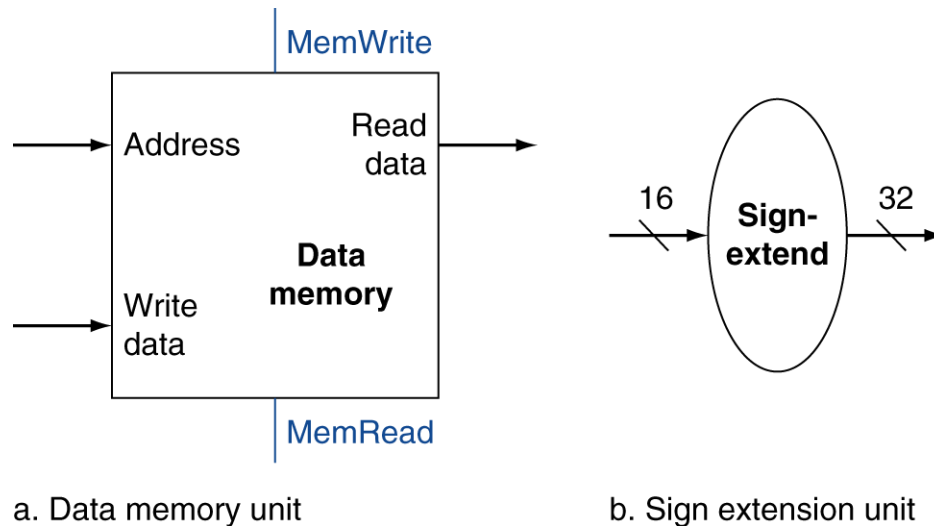 MemWrite
Address
Read
data
Data
memory
Write
data
MemRead
a. Data memory unit
16
Sign-
extend
32
b. Sign extension unit